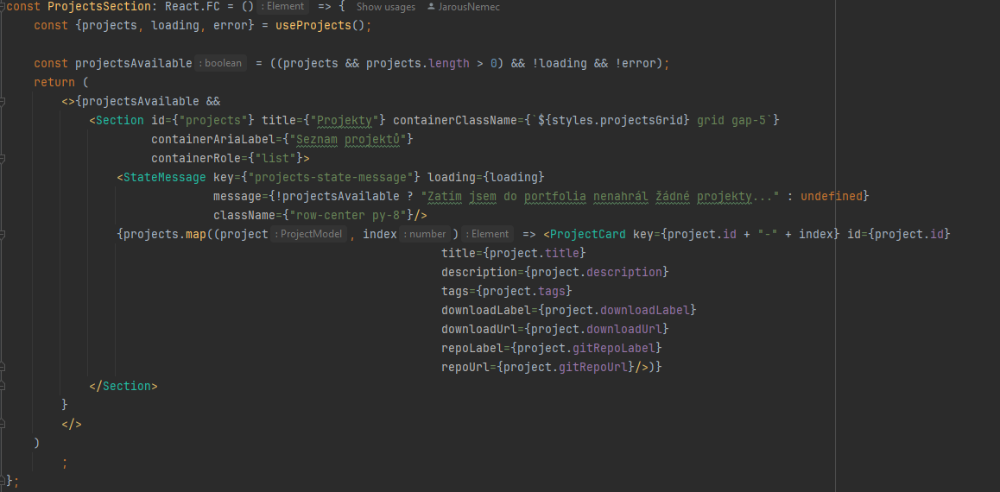 const ProjectsSection: React.FC = () : Element => { Show usages JarousNemec
const {projects, loading, error} = useProjects();
const projectsAvailable : boolean = ((projects && projects.length > 0) && !loading && !error);
return (
<>{projectsAvailable &&
<Section id={"projects"} title={"Projekty"} containerClassName={`${styles.projectsGrid} grid gap-5`}
containerAriaLabel={"Seznam projektů"}
containerRole={"list"}>
<StateMessage key={"projects-state-message"} loading={loading}
message={!projectsAvailable ? "Zatím jsem do portfolia nenahrál žádné projekty..." : undefined}
className={"row-center py-8"}/>
{projects.map((project : ProjectModel , index : number ) : Element => <ProjectCard key={project.id + "-" + index} id={project.id}
title={project.title}
description={project.description}
tags={project.tags}
downloadLabel={project.downloadLabel}
downloadUrl={project.downloadUrl}
repoLabel={project.gitRepoLabel}
repoUrl={project.gitRepoUrl}/>)}
</Section>
}
</>
)
;
};